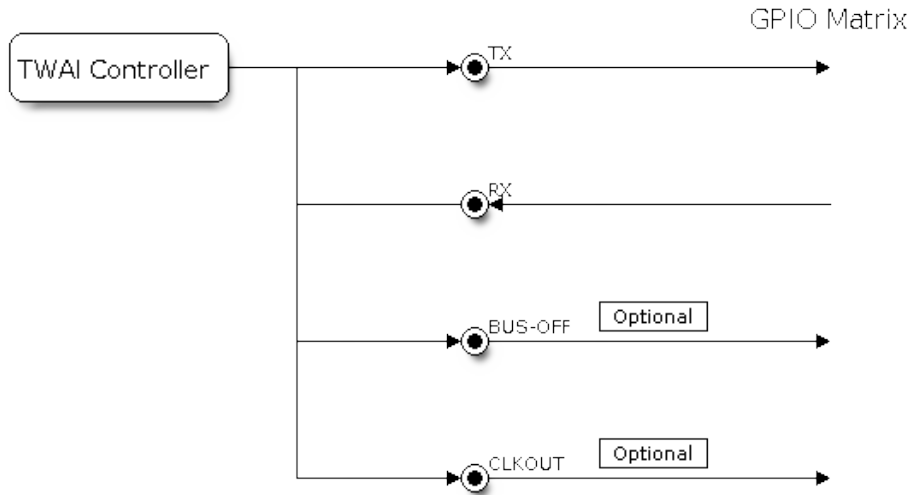 GPIO Matrix
TWAI Controller
TX
RX
BUS-OFF
Optional
CLKOUT
Optional